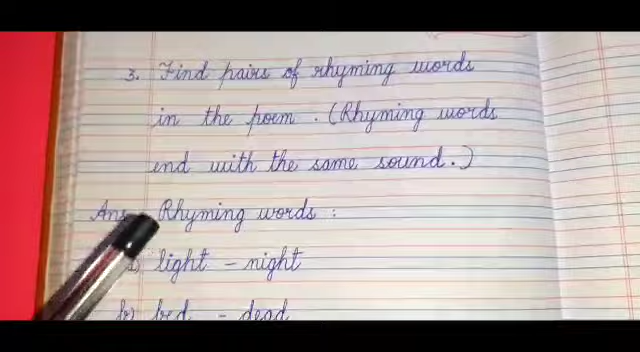 3. Find pairs of rhyming words
in the poem. (Rhyming words
end with the same sound.)
Ans Rhyming words :
light - night
b) bed - dead